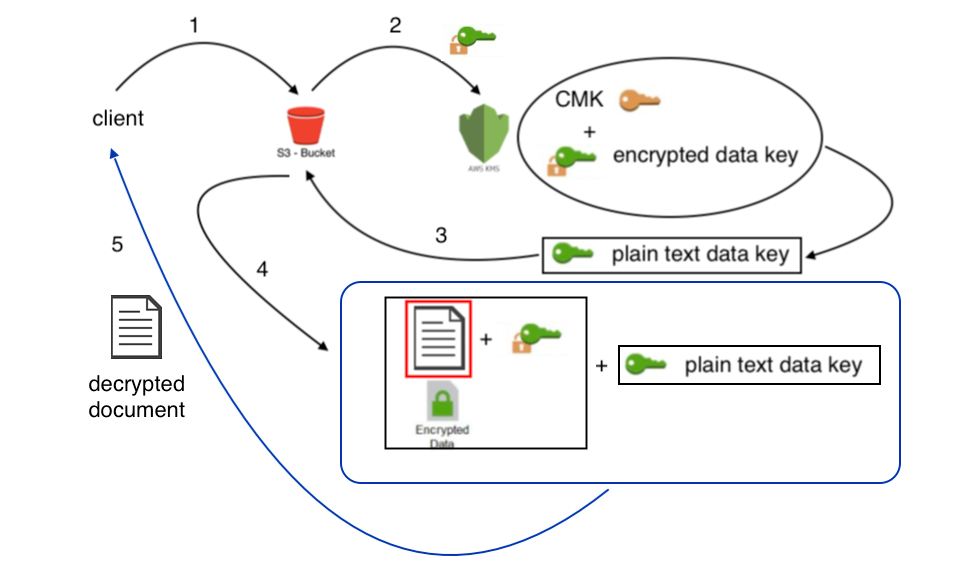 1
2
client
S3 - Bucket
AWS KMS
CMK
+
encrypted data key
3
plain text data key
4
5
decrypted
document
+
Encrypted
Data
+
plain text data key